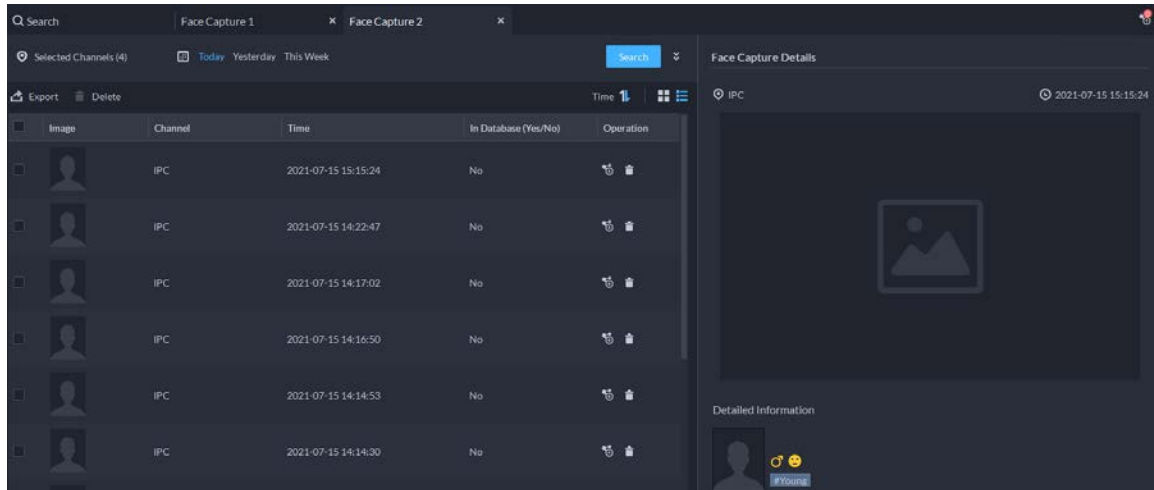 Search Face Capture 1 × Face Capture 2 ×
Selected Channels (4) Today Yesterday This Week Search
Export Delete Time
Image Channel Time In Database (Yes/No) Operation
IPC 2021-07-15 15:15:24 No
IPC 2021-07-15 14:22:47 No
IPC 2021-07-15 14:17:02 No
IPC 2021-07-15 14:16:50 No
IPC 2021-07-15 14:14:53 No
IPC 2021-07-15 14:14:30 No
Face Capture Details
IPC 2021-07-15 15:15:24
Detailed Information
#Young